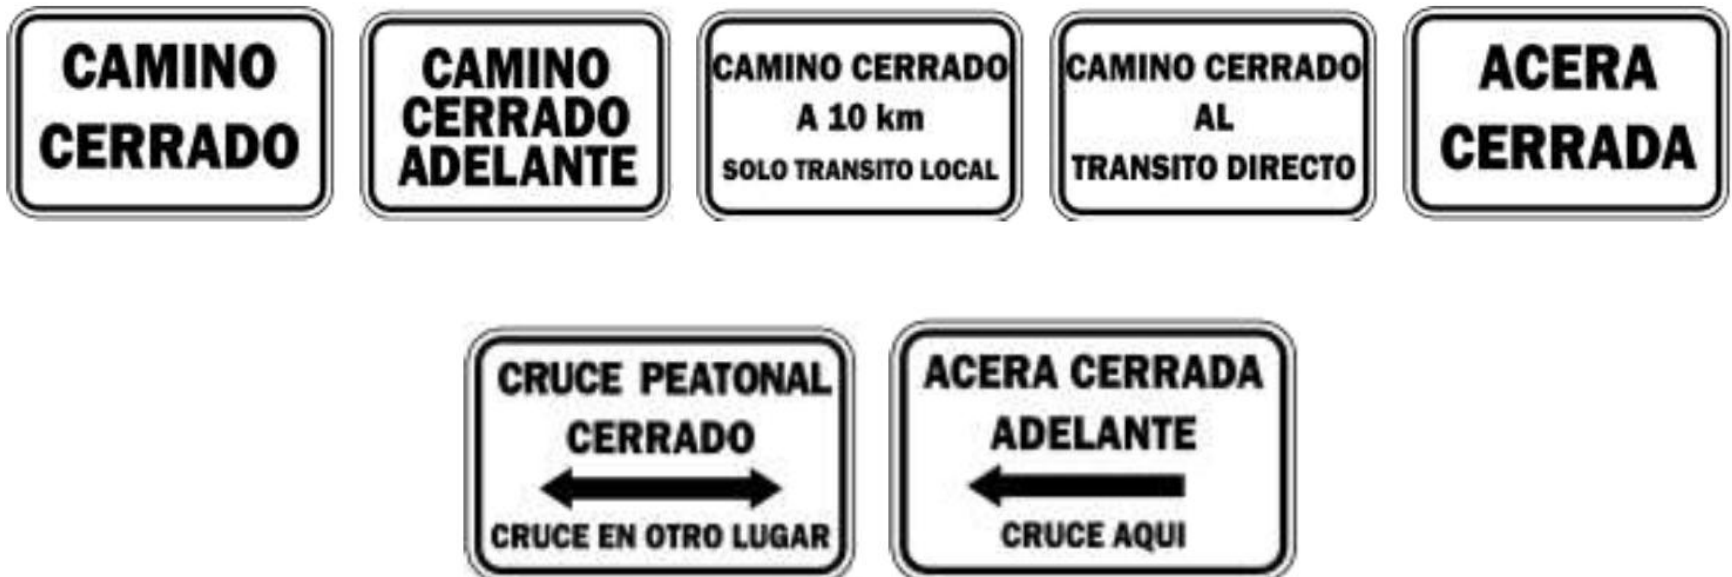 CAMINO
CERRADO
CAMINO
CERRADO
ADELANTE
CAMINO CERRADO
A 10 km
SOLO TRANSITO LOCAL
CAMINO CERRADO
AL
TRANSITO DIRECTO
ACERA
CERRADA
CRUCE PEATONAL
CERRADO
CRUCE EN OTRO LUGAR
ACERA CERRADA
ADELANTE
CRUCE AQUI